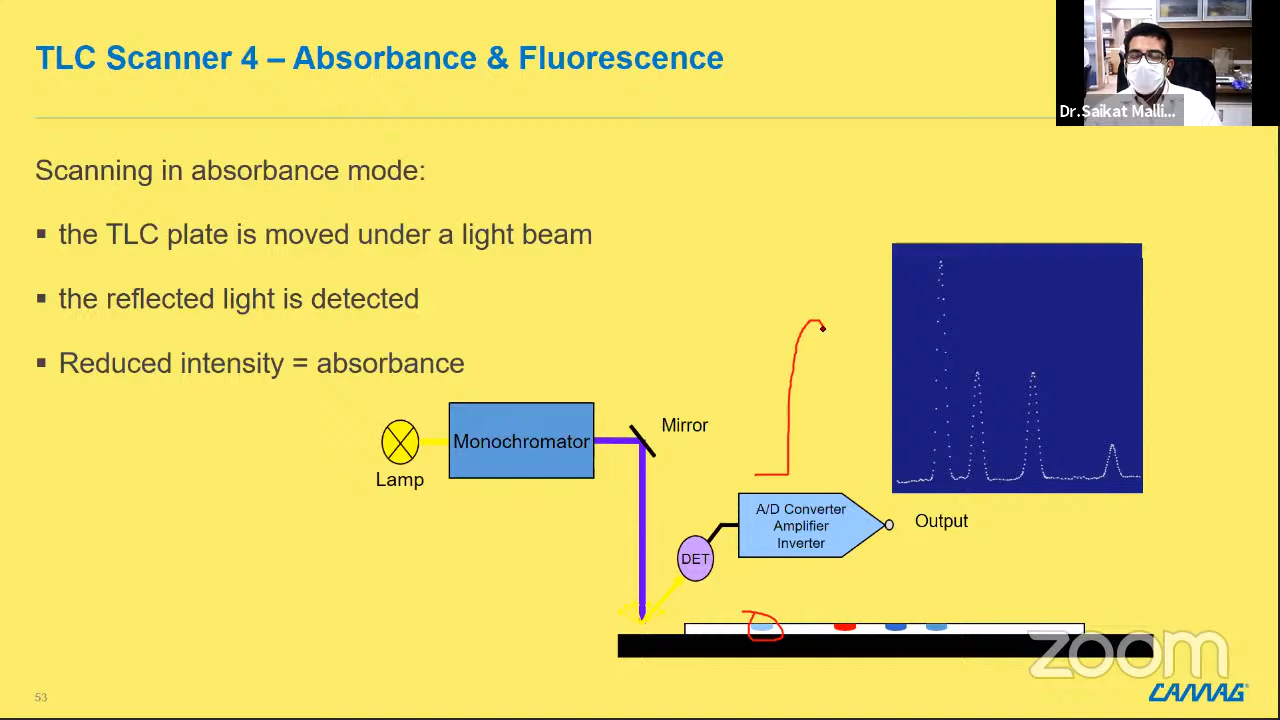 TLC Scanner 4 – Absorbance & Fluorescence
Dr.Saikat Malli...
Scanning in absorbance mode:
▪ the TLC plate is moved under a light beam
▪ the reflected light is detected
▪ Reduced intensity = absorbance
Mirror
Monochromator
Lamp
A/D Converter
Amplifier
Inverter
Output
DET
zoom
CAMAG®
53